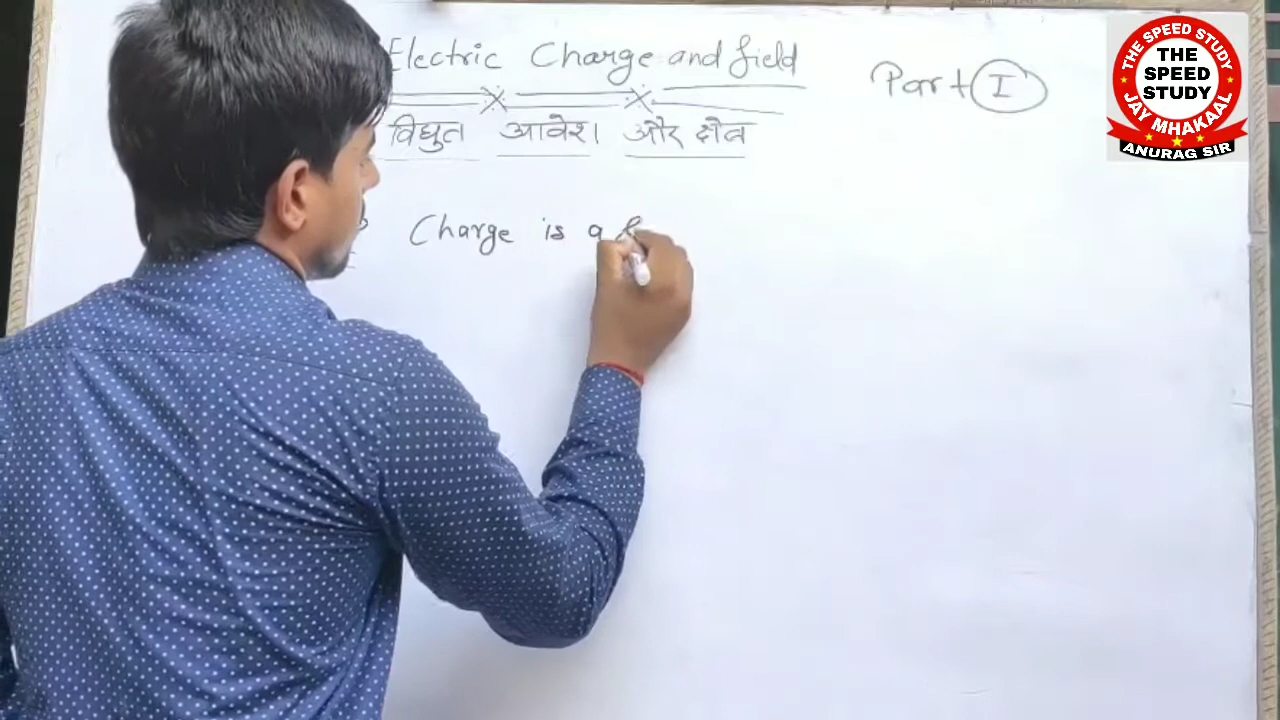 Electric Charge and field
Part I
विद्युत आवेश और क्षेत्र
Charge is a
THE SPEED STUDY
THE
SPEED
STUDY
JAY MHAKAAL
ANURAG SIR